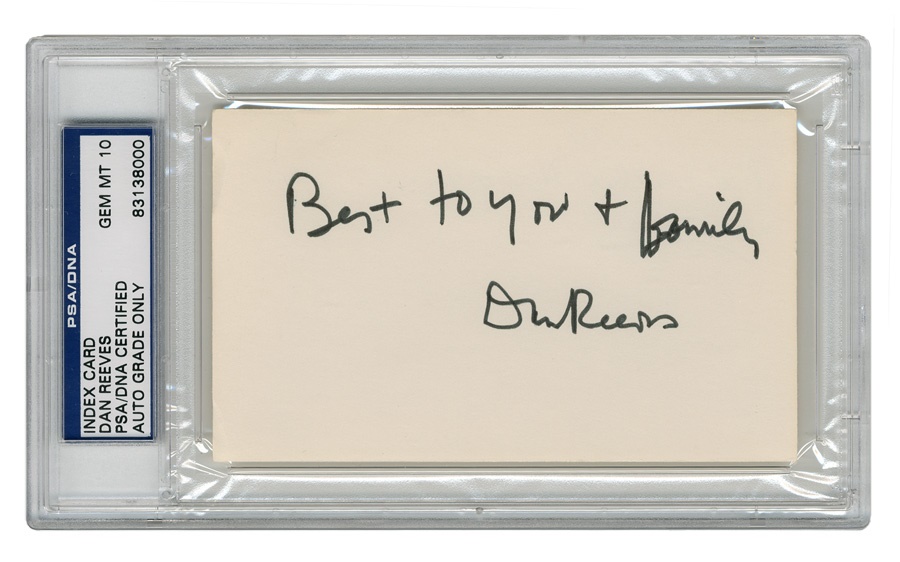 PSA/DNA
INDEX CARD
DAN REEVES
PSA/DNA CERTIFIED
AUTO GRADE ONLY
GEM MT 10
83138000
Best to you + family
Dan Reeves